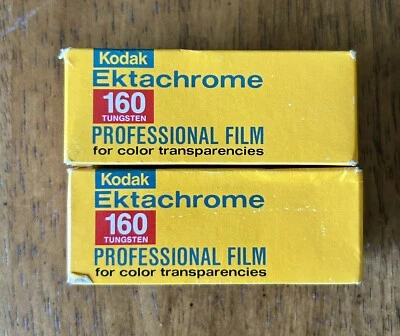 Kodak
Ektachrome
160
TUNGSTEN
PROFESSIONAL FILM
for color transparencies
Kodak
Ektachrome
160
TUNGSTEN
PROFESSIONAL FILM
for color transparencies